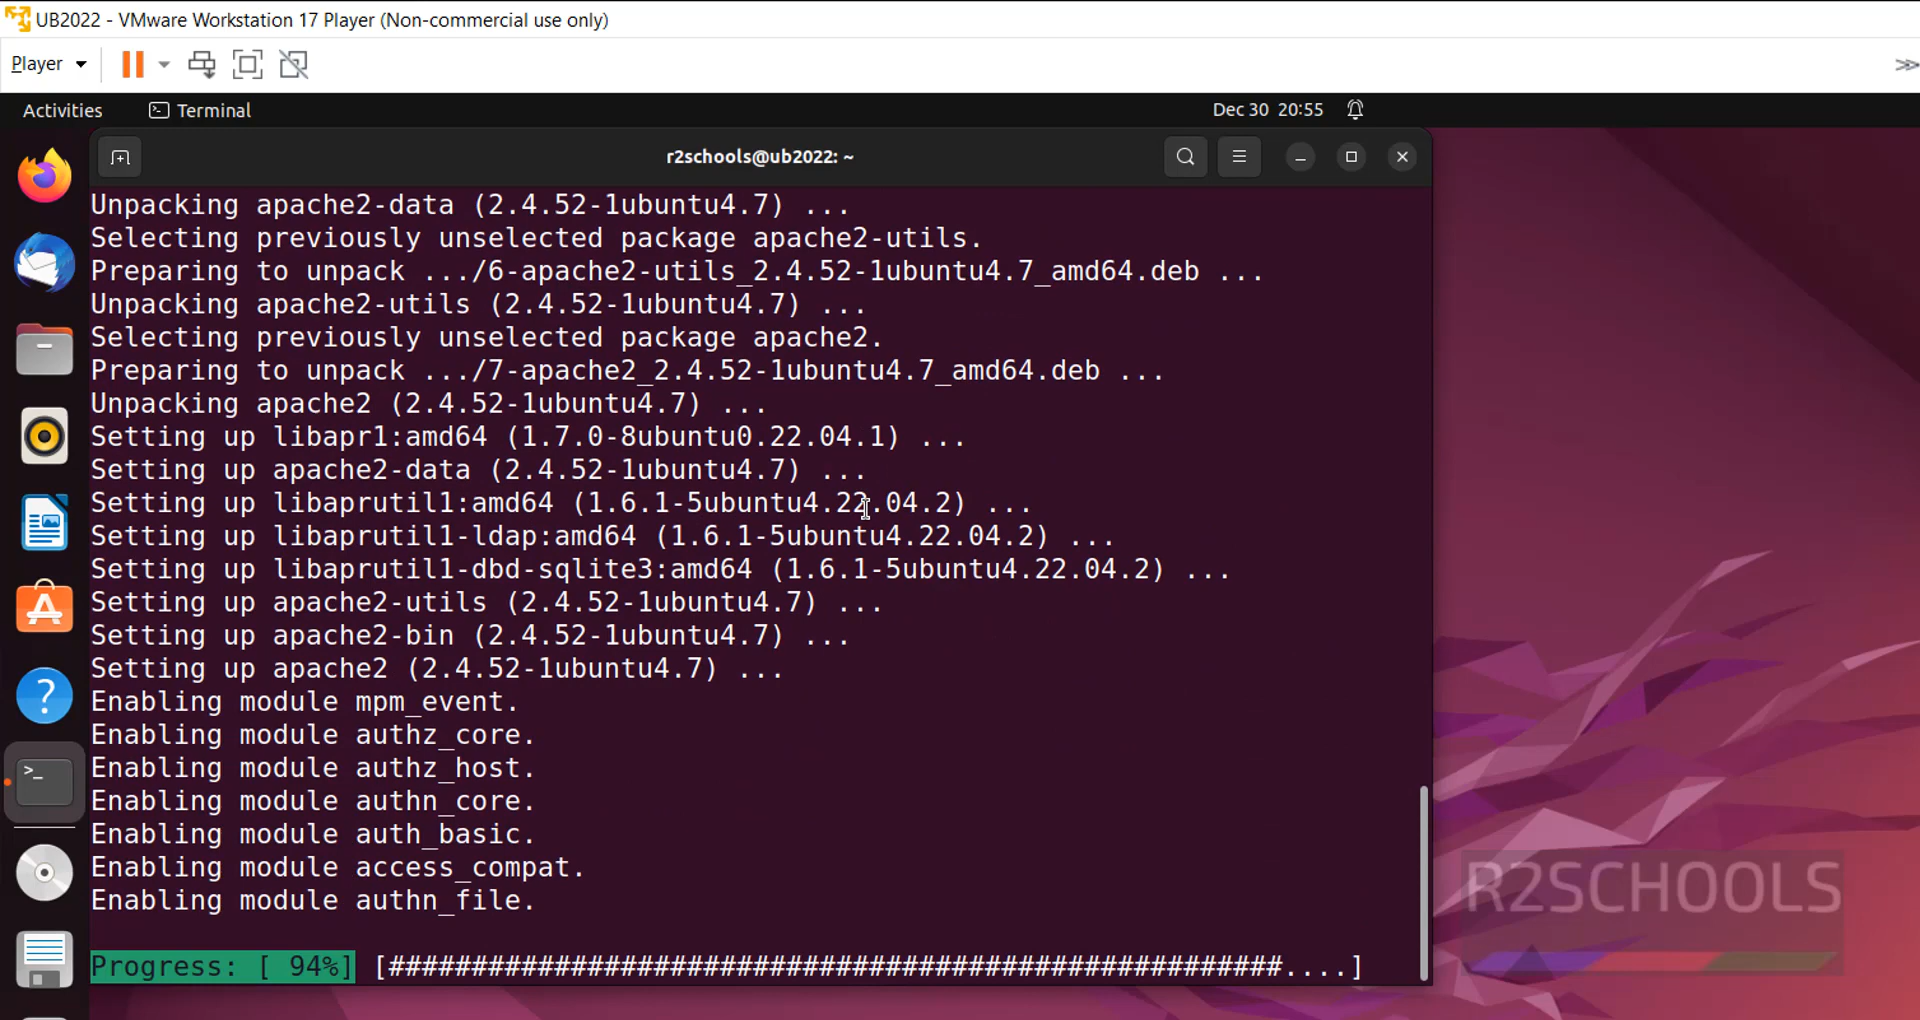 UB2022 - VMware Workstation 17 Player (Non-commercial use only)
Player
Activities
Terminal
Dec 30 20:55
r2schools@ub2022: ~
Unpacking apache2-data (2.4.52-1ubuntu4.7) ...
Selecting previously unselected package apache2-utils.
Preparing to unpack .../6-apache2-utils_2.4.52-1ubuntu4.7_amd64.deb ...
Unpacking apache2-utils (2.4.52-1ubuntu4.7) ...
Selecting previously unselected package apache2.
Preparing to unpack .../7-apache2_2.4.52-1ubuntu4.7_amd64.deb ...
Unpacking apache2 (2.4.52-1ubuntu4.7) ...
Setting up libapr1:amd64 (1.7.0-8ubuntu0.22.04.1) ...
Setting up apache2-data (2.4.52-1ubuntu4.7) ...
Setting up libaprutil1:amd64 (1.6.1-5ubuntu4.22.04.2) ...
Setting up libaprutil1-ldap:amd64 (1.6.1-5ubuntu4.22.04.2) ...
Setting up libaprutil1-dbd-sqlite3:amd64 (1.6.1-5ubuntu4.22.04.2) ...
Setting up apache2-utils (2.4.52-1ubuntu4.7) ...
Setting up apache2-bin (2.4.52-1ubuntu4.7) ...
Setting up apache2 (2.4.52-1ubuntu4.7) ...
Enabling module mpm_event.
Enabling module authz_core.
Enabling module authz_host.
Enabling module authn_core.
Enabling module auth_basic.
Enabling module access_compat.
Enabling module authn_file.
Progress: [ 94%] [######################################################....]
R2SCHOOLS